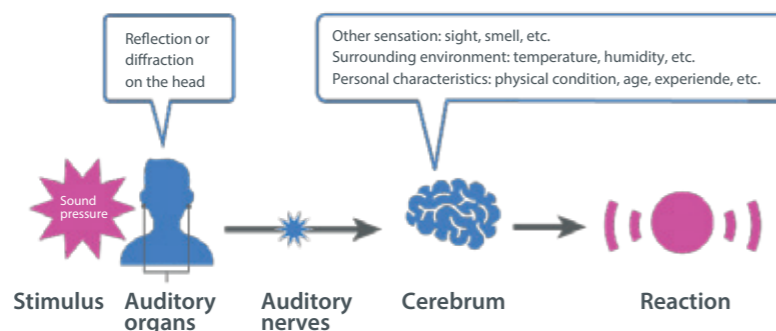 Reflection or
diffraction
on the head
Other sensation: sight, smell, etc.
Surrounding environment: temperature, humidity, etc.
Personal characteristics: physical condition, age, experiende, etc.
Sound
pressure
Stimulus
Auditory
organs
Auditory
nerves
Cerebrum
Reaction